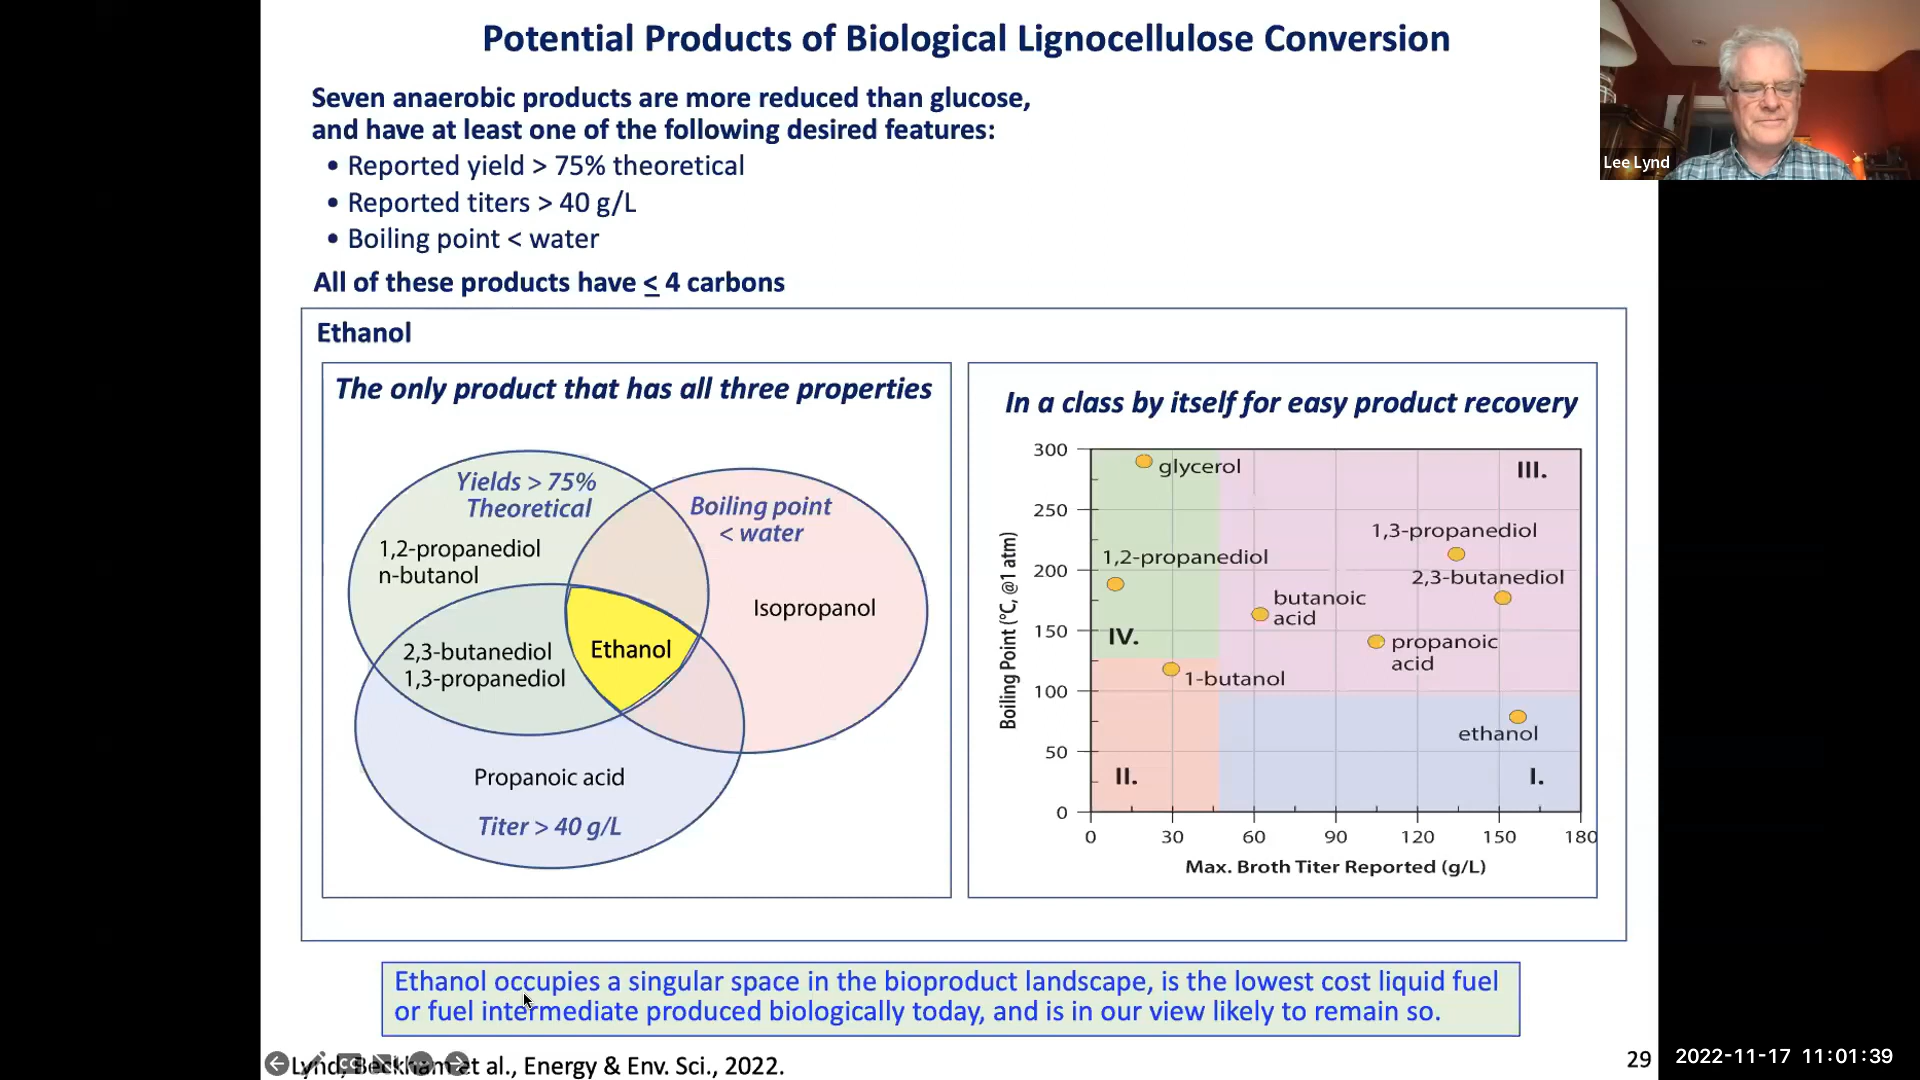 Potential Products of Biological Lignocellulose Conversion
Seven anaerobic products are more reduced than glucose,
and have at least one of the following desired features:
• Reported yield > 75% theoretical
• Reported titers > 40 g/L
• Boiling point < water
All of these products have ≤ 4 carbons
Lee Lynd
Ethanol
The only product that has all three properties
Yields > 75%
Theoretical
Boiling point
< water
1,2-propanediol
n-butanol
Isopropanol
Ethanol
2,3-butanediol
1,3-propanediol
Propanoic acid
Titer > 40 g/L
In a class by itself for easy product recovery
Boiling Point (°C, @1 atm)
300
250
200
150
100
50
0
glycerol
III.
1,3-propanediol
1,2-propanediol
2,3-butanediol
butanoic
acid
IV.
propanoic
acid
1-butanol
ethanol
II.
I.
0 30 60 90 120 150 180
Max. Broth Titer Reported (g/L)
Ethanol occupies a singular space in the bioproduct landscape, is the lowest cost liquid fuel
or fuel intermediate produced biologically today, and is in our view likely to remain so.
Lynd, Beckham et al., Energy & Env. Sci., 2022.
29
2022-11-17 11:01:39